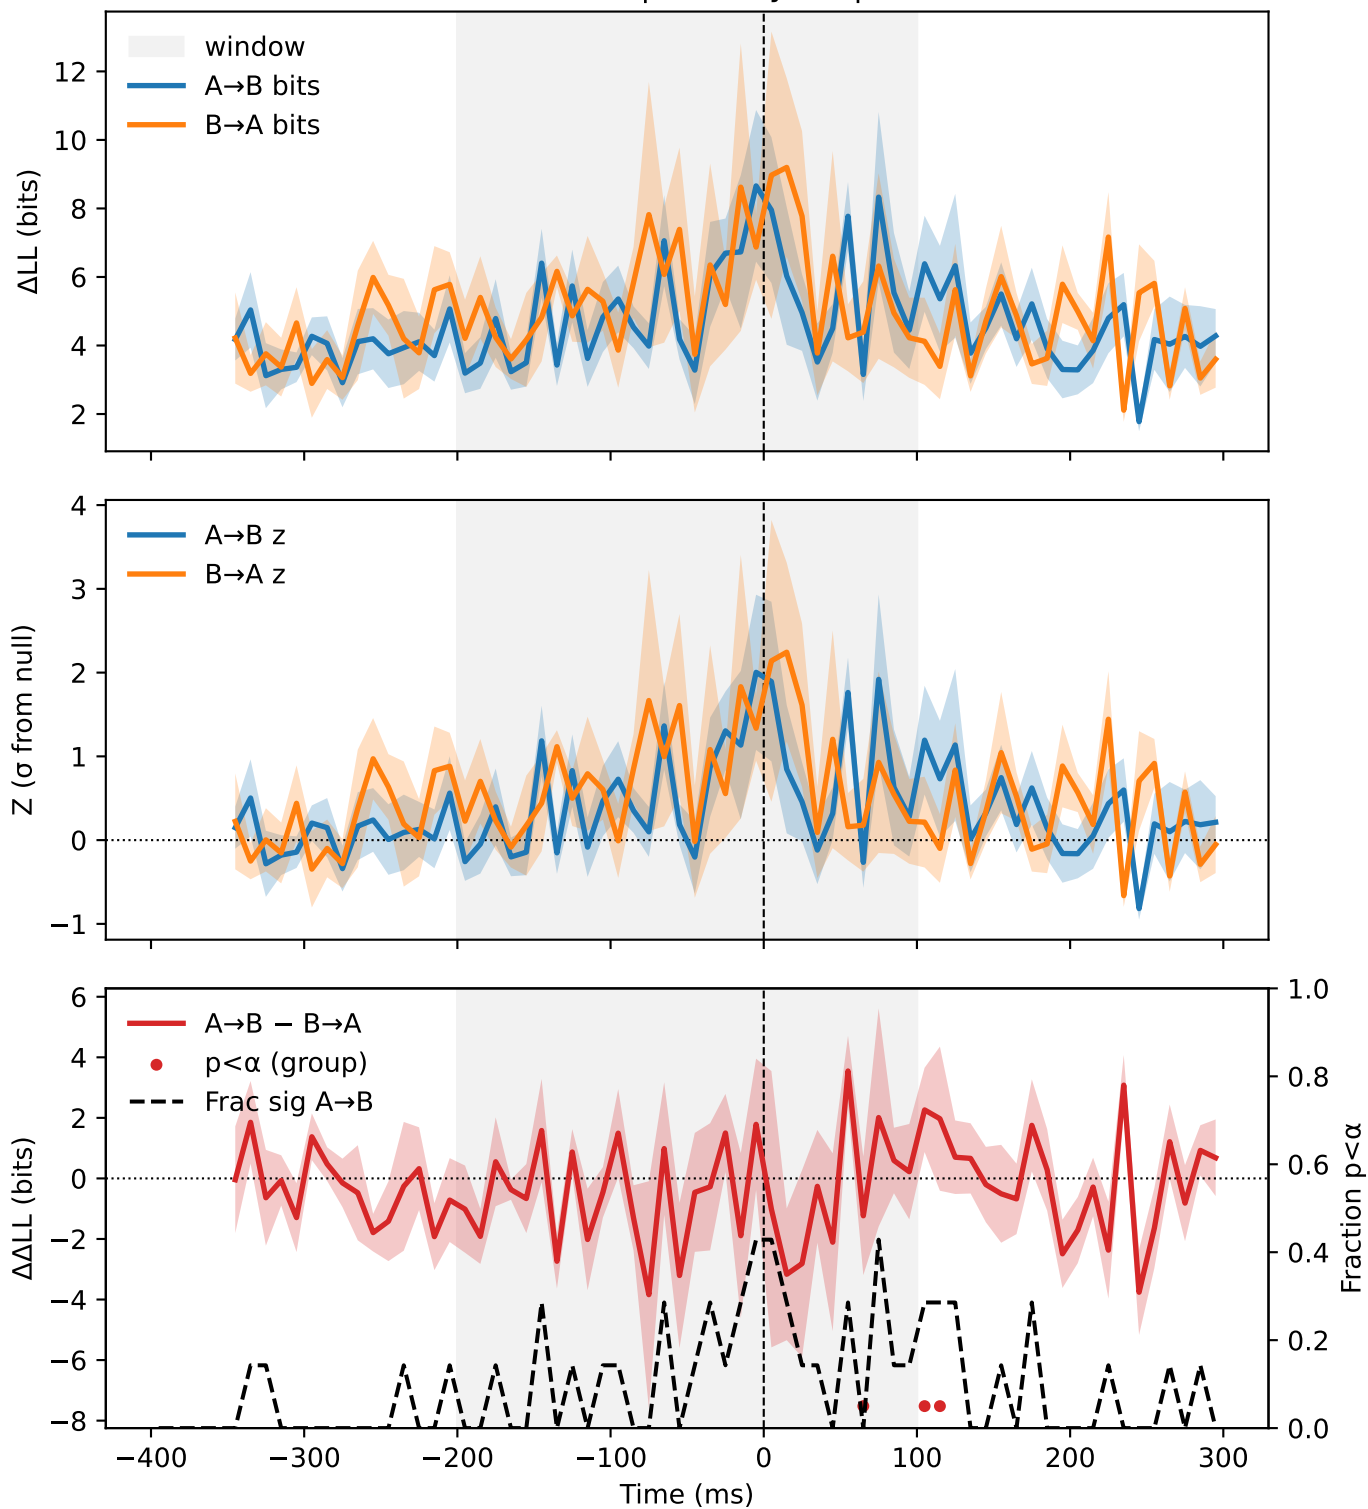 window
A→B bits
B→A bits
ΔLL (bits)
12
10
8
6
4
2
A→B z
B→A z
Z (σ from null)
4
3
2
1
0
−1
A→B − B→A
p<α (group)
Frac sig A→B
ΔΔLL (bits)
6
4
2
0
−2
−4
−6
−8
1.0
0.8
0.6
0.4
0.2
0.0
Fraction p<α
−400 −300 −200 −100 0 100 200 300
Time (ms)